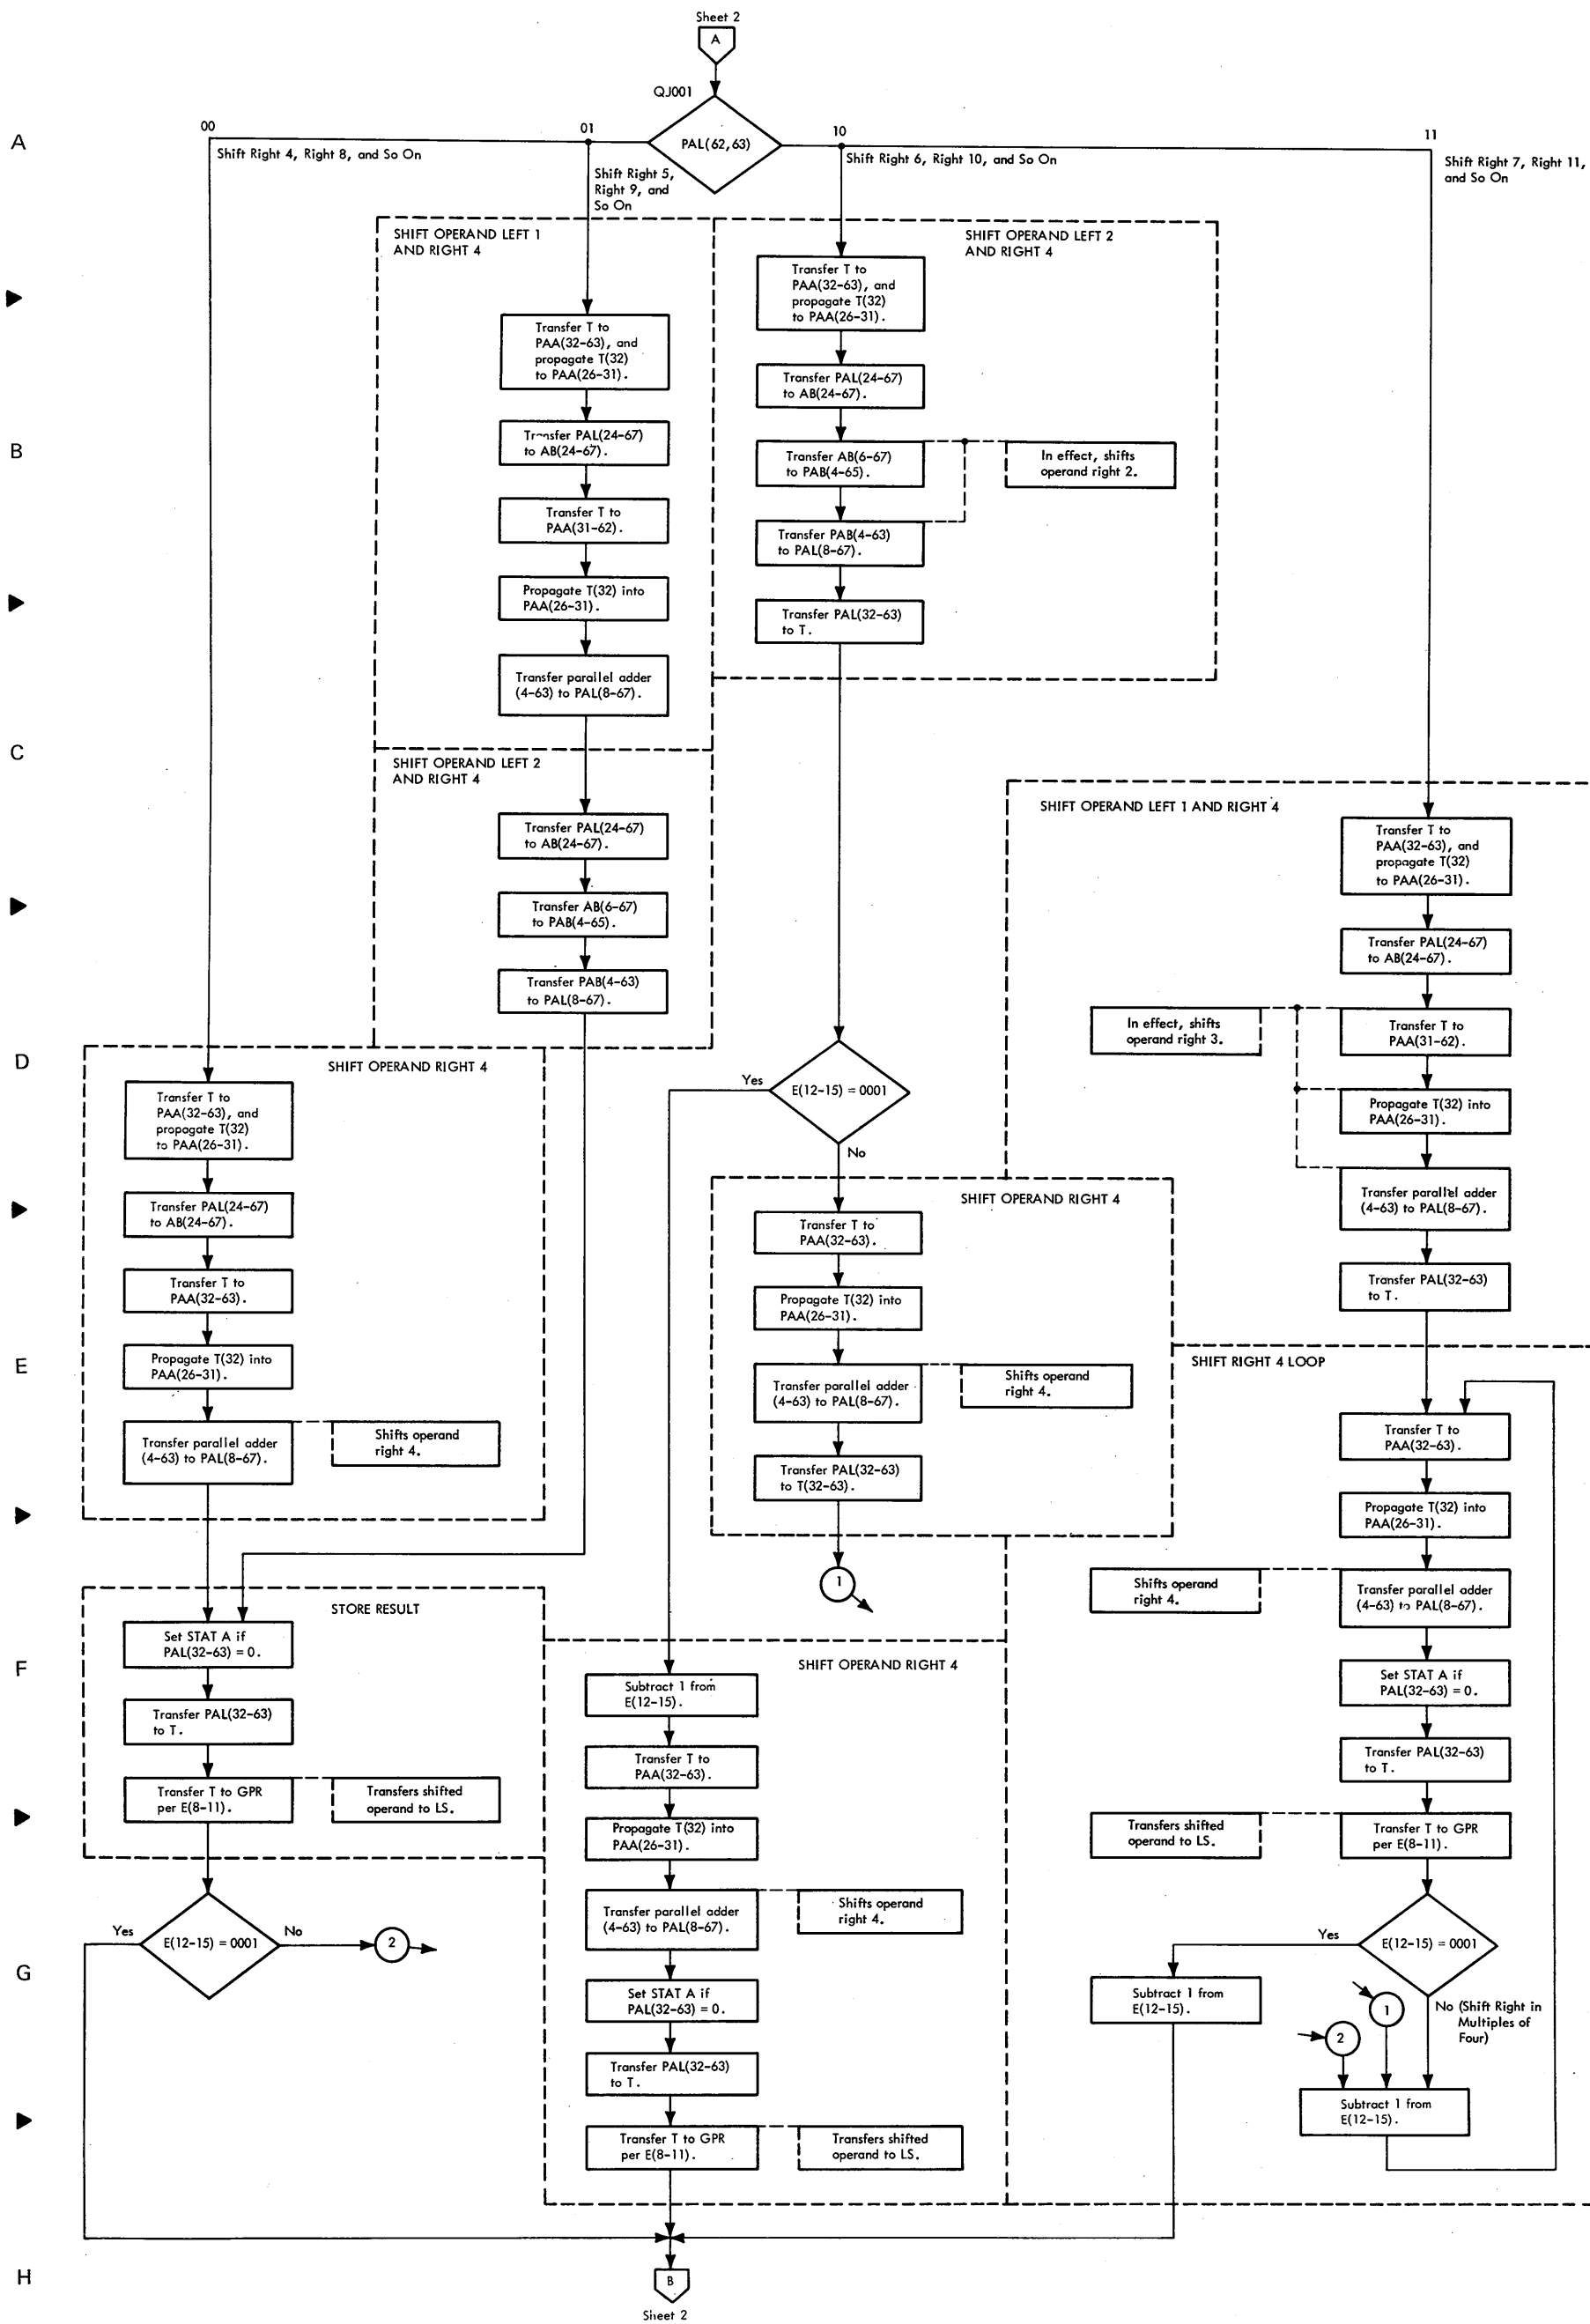 Sheet 2
A
QJ001
PAL(62,63)
00
01
10
11
A
Shift Right 4, Right 8, and So On
Shift Right 5,
Right 9, and
So On
Shift Right 6, Right 10, and So On
Shift Right 7, Right 11,
and So On
SHIFT OPERAND LEFT 1
AND RIGHT 4
Transfer T to
PAA(32-63), and
propagate T(32)
to PAA(26-31).
Transfer PAL(24-67)
to AB(24-67).
Transfer T to
PAA(31-62).
Propagate T(32) into
PAA(26-31).
Transfer parallel adder
(4-63) to PAL(8-67).
SHIFT OPERAND LEFT 2
AND RIGHT 4
Transfer T to
PAA(32-63), and
propagate T(32)
to PAA(26-31).
Transfer PAL(24-67)
to AB(24-67).
Transfer AB(6-67)
to PAB(4-65).
In effect, shifts
operand right 2.
Transfer PAB(4-63)
to PAL(8-67).
Transfer PAL(32-63)
to T.
B
C
SHIFT OPERAND LEFT 2
AND RIGHT 4
Transfer PAL(24-67)
to AB(24-67).
Transfer AB(6-67)
to PAB(4-65).
Transfer PAB(4-63)
to PAL(8-67).
SHIFT OPERAND LEFT 1 AND RIGHT 4
Transfer T to
PAA(32-63), and
propagate T(32)
to PAA(26-31).
Transfer PAL(24-67)
to AB(24-67).
In effect, shifts
operand right 3.
Transfer T to
PAA(31-62).
Propagate T(32) into
PAA(26-31).
Transfer parallel adder
(4-63) to PAL(8-67).
Transfer PAL(32-63)
to T.
D
SHIFT OPERAND RIGHT 4
Transfer T to
PAA(32-63), and
propagate T(32)
to PAA(26-31).
Transfer PAL(24-67)
to AB(24-67).
Transfer T to
PAA(32-63).
Propagate T(32) into
PAA(26-31).
Transfer parallel adder
(4-63) to PAL(8-67).
Shifts operand
right 4.
Yes
E(12-15) = 0001
No
SHIFT OPERAND RIGHT 4
Transfer T to
PAA(32-63).
Propagate T(32) into
PAA(26-31).
Transfer parallel adder
(4-63) to PAL(8-67).
Shifts operand
right 4.
Transfer PAL(32-63)
to T(32-63).
1
E
SHIFT RIGHT 4 LOOP
Transfer T to
PAA(32-63).
Propagate T(32) into
PAA(26-31).
Shifts operand
right 4.
Transfer parallel adder
(4-63) to PAL(8-67).
Set STAT A if
PAL(32-63) = 0.
Transfer PAL(32-63)
to T.
Transfers shifted
operand to LS.
Transfer T to GPR
per E(8-11).
Yes
E(12-15) = 0001
No (Shift Right in
Multiples of
Four)
Subtract 1 from
E(12-15).
1
2
Subtract 1 from
E(12-15).
F
STORE RESULT
Set STAT A if
PAL(32-63) = 0.
Transfer PAL(32-63)
to T.
Transfer T to GPR
per E(8-11).
Transfers shifted
operand to LS.
Yes
E(12-15) = 0001
No
2
G
SHIFT OPERAND RIGHT 4
Subtract 1 from
E(12-15).
Transfer T to
PAA(32-63).
Propagate T(32) into
PAA(26-31).
Transfer parallel adder
(4-63) to PAL(8-67).
Shifts operand
right 4.
Set STAT A if
PAL(32-63) = 0.
Transfer PAL(32-63)
to T.
Transfer T to GPR
per E(8-11).
Transfers shifted
operand to LS.
H
B
Sheet 2